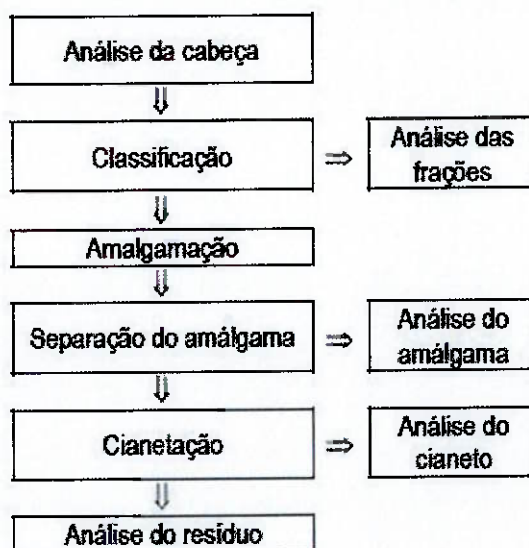 Análise da cabeça
Classificação
Análise das
frações
Amalgamação
Separação do amálgama
Análise do
amálgama
Cianetação
Análise do
cianeto
Análise do resíduo